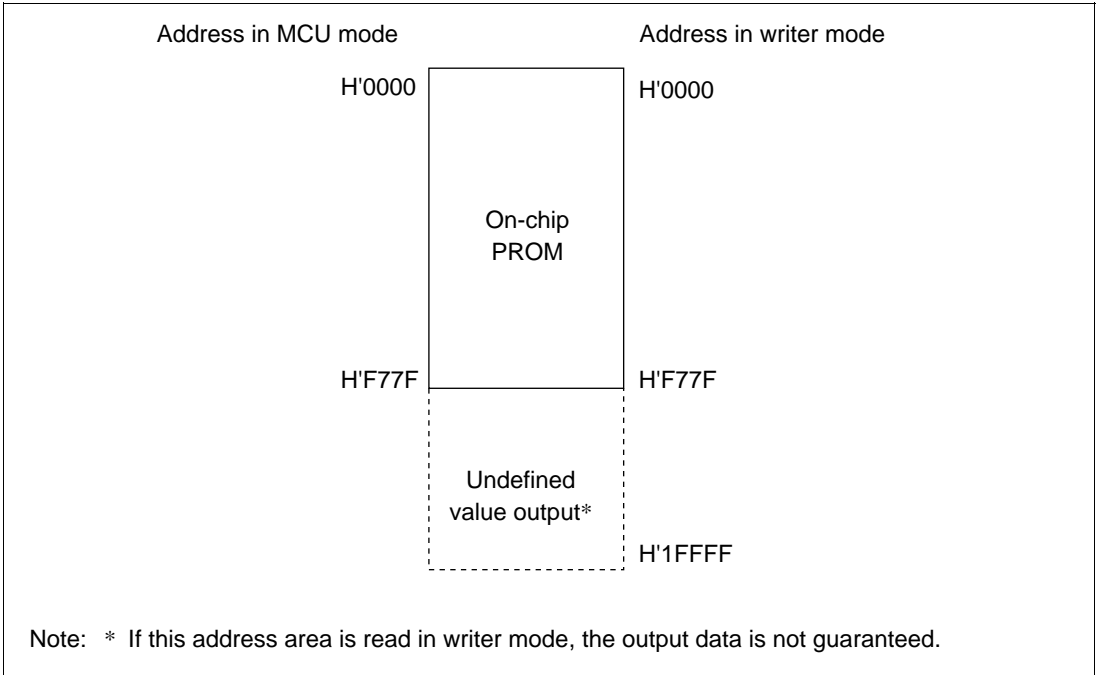 Address in MCU mode
Address in writer mode
H'0000
H'0000
On-chip
PROM
H'F77F
H'F77F
Undefined
value output*
H'1FFFF
Note: * If this address area is read in writer mode, the output data is not guaranteed.